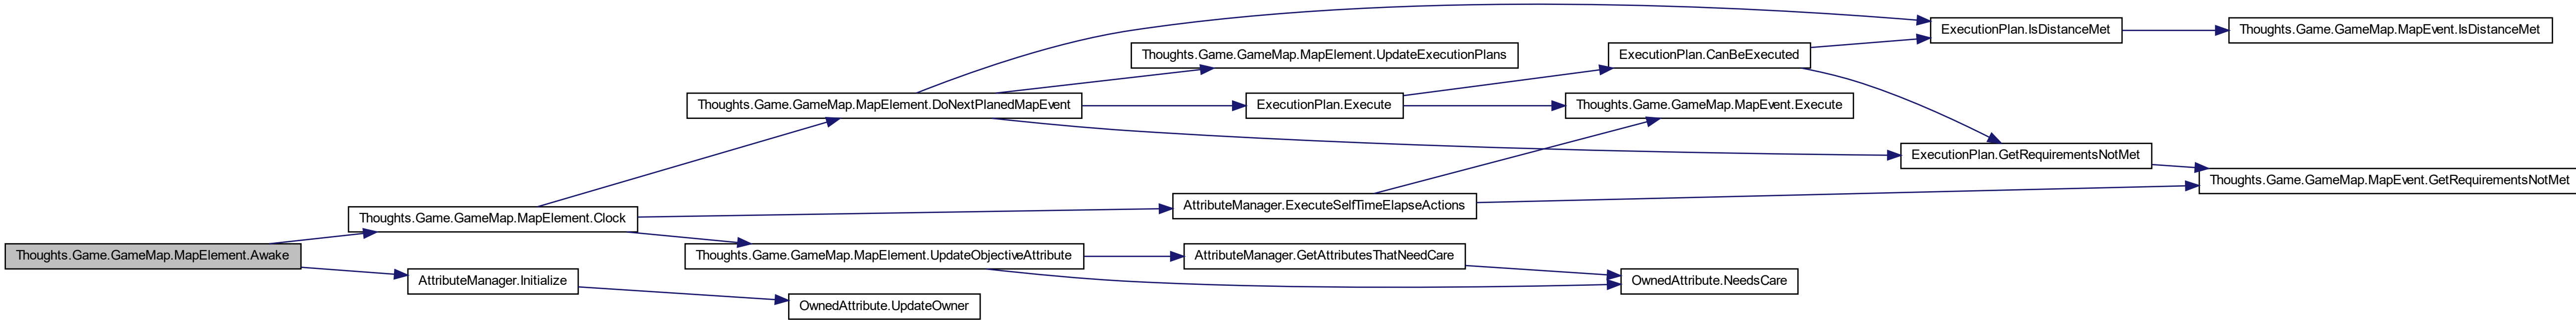 Thoughts.Game.GameMap.MapElement.Awake
Thoughts.Game.GameMap.MapElement.Clock
AttributeManager.Initialize
Thoughts.Game.GameMap.MapElement.DoNextPlanedMapEvent
Thoughts.Game.GameMap.MapElement.UpdateObjectiveAttribute
OwnedAttribute.UpdateOwner
Thoughts.Game.GameMap.MapElement.UpdateExecutionPlans
ExecutionPlan.Execute
AttributeManager.ExecuteSelfTimeElapseActions
AttributeManager.GetAttributesThatNeedCare
ExecutionPlan.CanBeExecuted
Thoughts.Game.GameMap.MapEvent.Execute
OwnedAttribute.NeedsCare
ExecutionPlan.IsDistanceMet
ExecutionPlan.GetRequirementsNotMet
Thoughts.Game.GameMap.MapEvent.IsDistanceMet
Thoughts.Game.GameMap.MapEvent.GetRequirementsNotMet